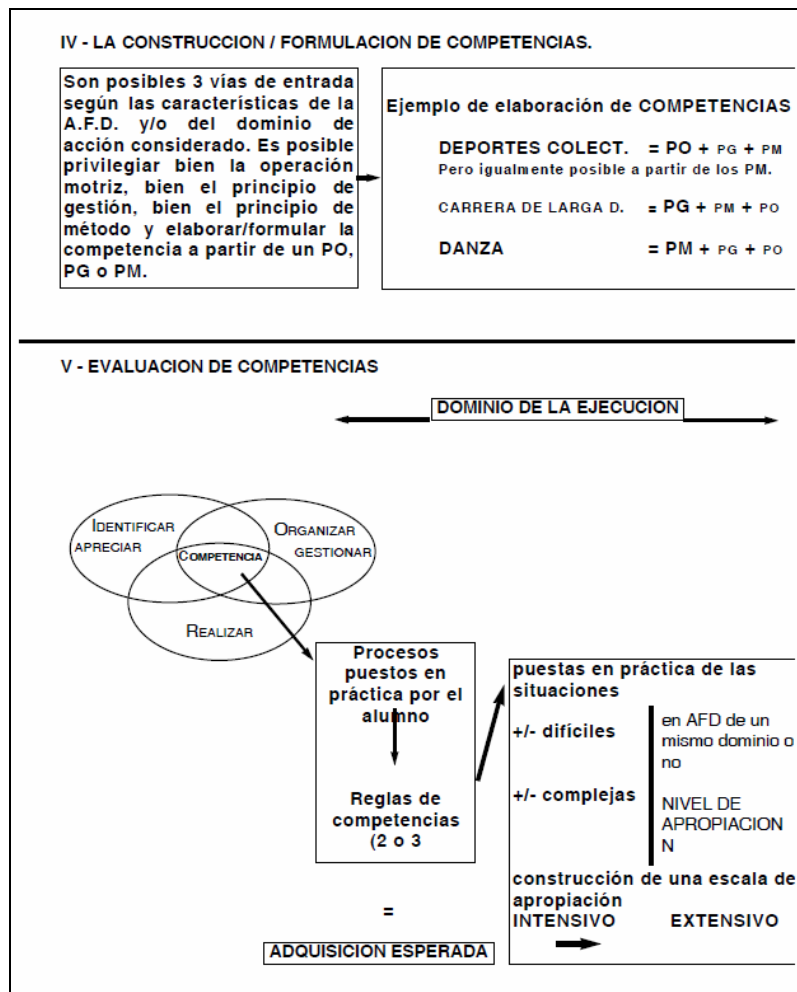 IV - LA CONSTRUCCION / FORMULACION DE COMPETENCIAS.
Son posibles 3 vías de entrada
según las características de la
A.F.D. y/o del dominio de
acción considerado. Es posible
privilegiar bien la operación
motriz, bien el principio de
gestión, bien el principio de
método y elaborar/formular la
competencia a partir de un PO,
PG o PM.
Ejemplo de elaboración de COMPETENCIAS
DEPORTES COLECT. = PO + PG + PM
Pero igualmente posible a partir de los PM.
CARRERA DE LARGA D. = PG + PM + PO
DANZA = PM + PG + PO
V - EVALUACION DE COMPETENCIAS
DOMINIO DE LA EJECUCION
IDENTIFICAR
APRECIAR
ORGANIZAR
GESTIONAR
COMPETENCIA
REALIZAR
Procesos
puestos en
práctica por el
alumno
Reglas de
competencias
(2 o 3
puestas en práctica de las
situaciones
+/- difíciles
en AFD de un
mismo dominio o
no
+/- complejas
NIVEL DE
APROPIACION
N
construcción de una escala de
apropiación
INTENSIVO EXTENSIVO
=
ADQUISICION ESPERADA